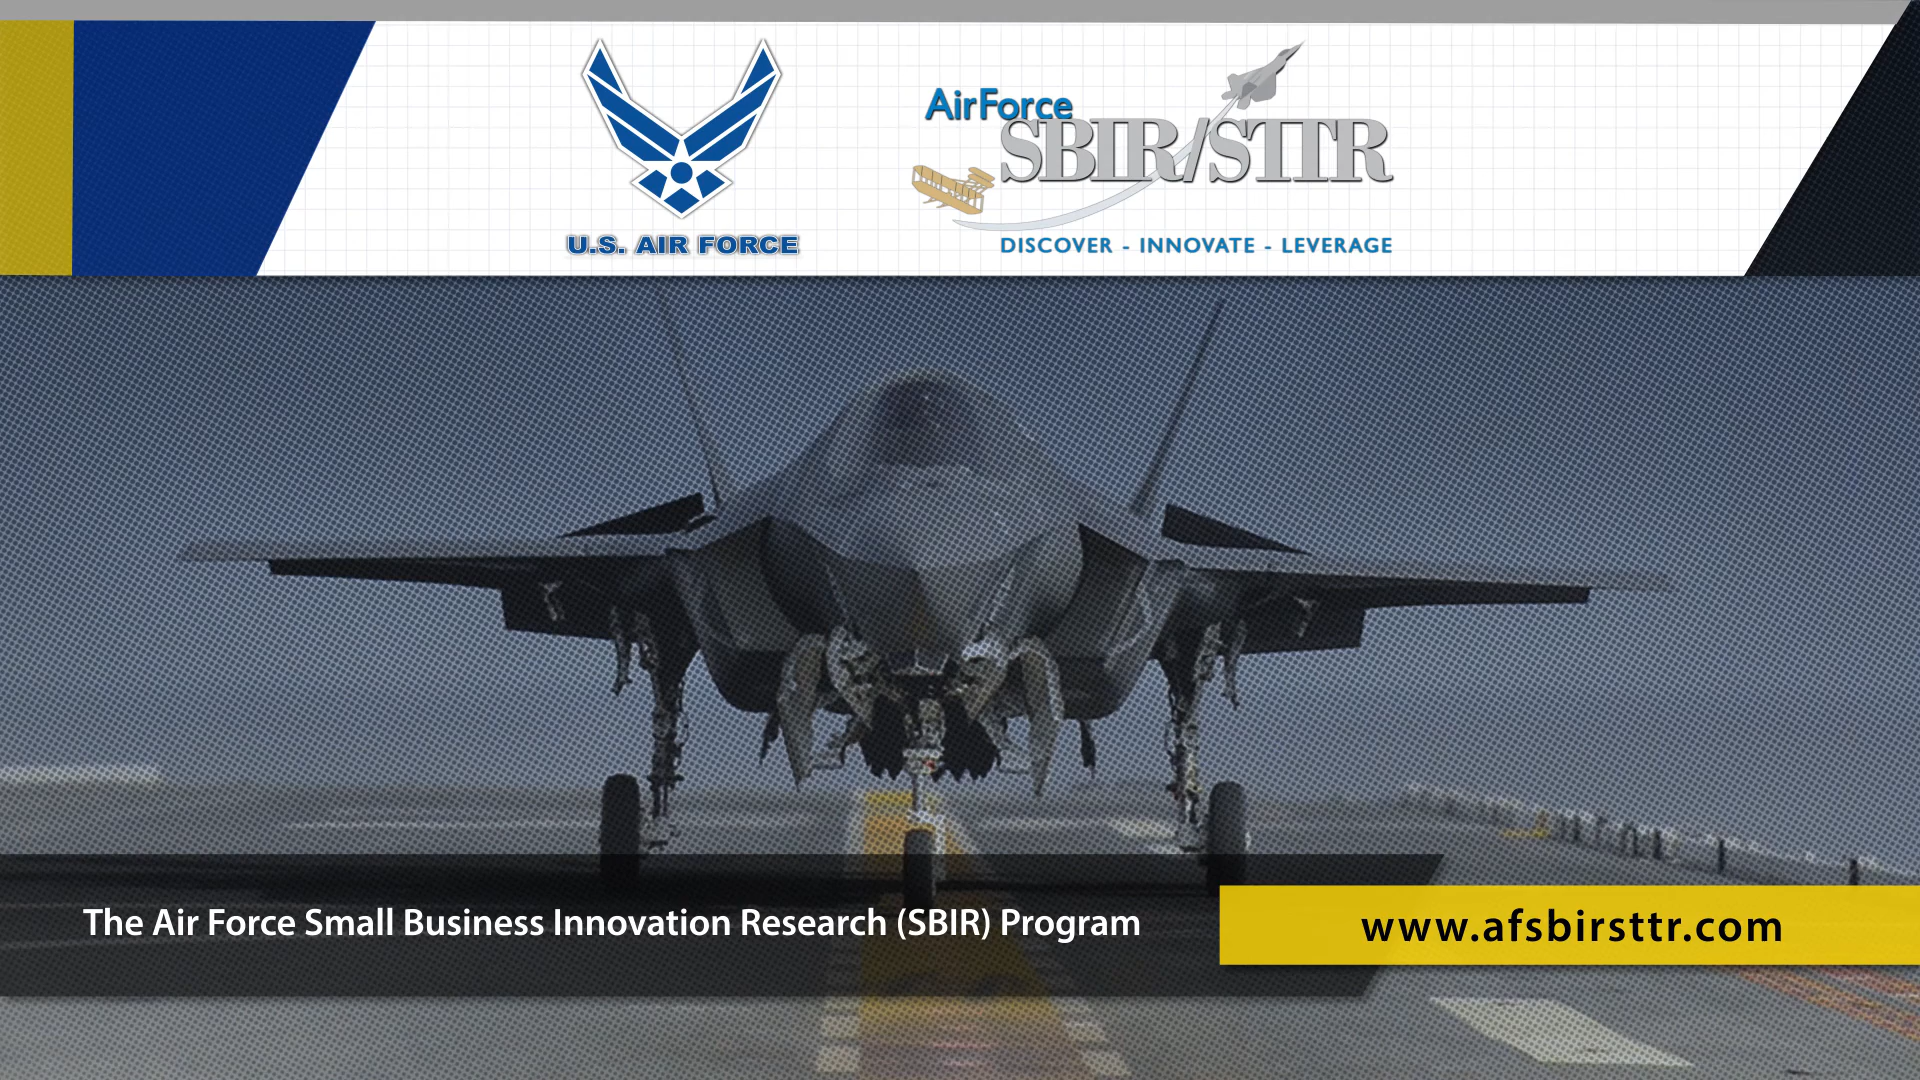 U.S. AIR FORCE
AirForce
SBIR/STTR
DISCOVER - INNOVATE - LEVERAGE
The Air Force Small Business Innovation Research (SBIR) Program
www.afsbirsttr.com